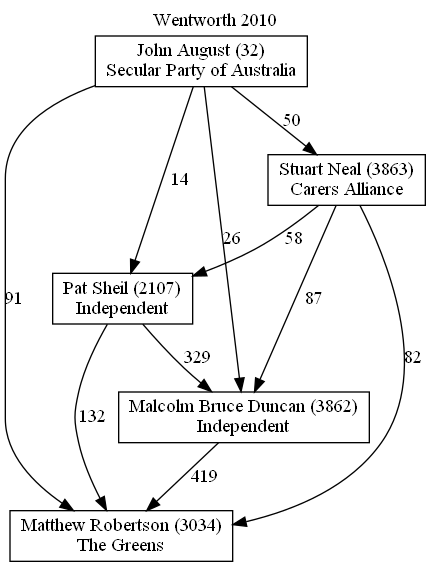 Wentworth 2010
John August (32)
Secular Party of Australia
50
Stuart Neal (3863)
Carers Alliance
14
26
58
91
Pat Sheil (2107)
Independent
87
82
329
132
Malcolm Bruce Duncan (3862)
Independent
419
Matthew Robertson (3034)
The Greens